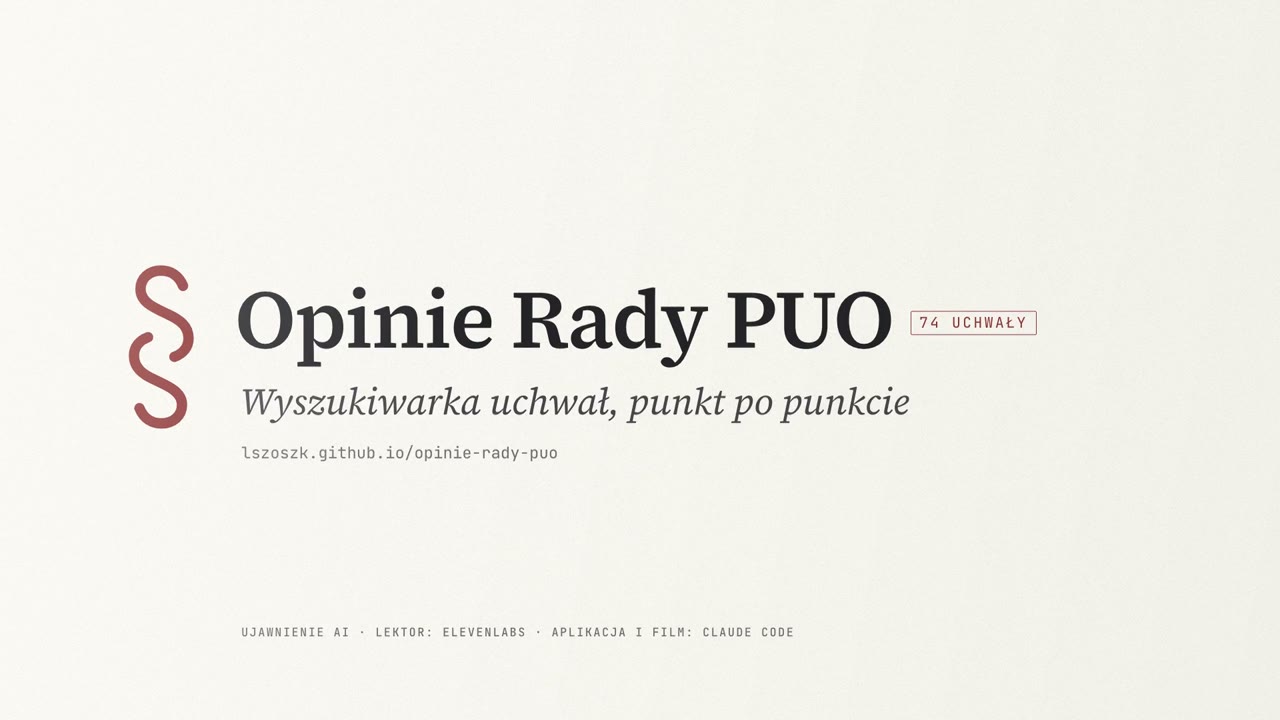 §
Opinie Rady PUO 74 UCHWAŁY
Wyszukiwarka uchwał, punkt po punkcie
lszoszk.github.io/opinie-rady-puo
UJAWNIENIE AI · LEKTOR: ELEVENLABS · APLIKACJA I FILM: CLAUDE CODE